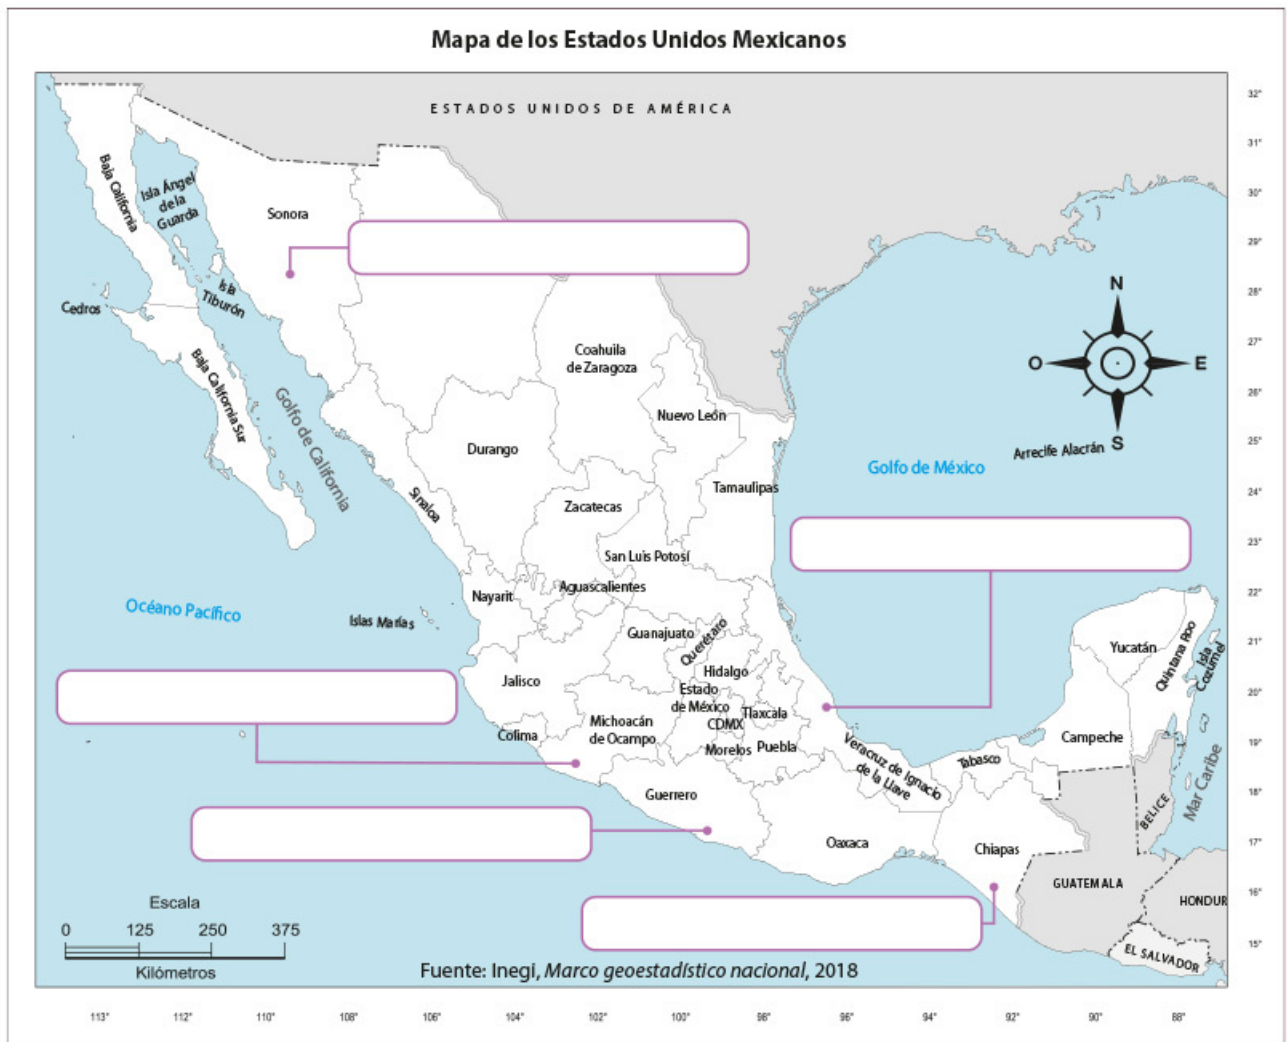 Mapa de los Estados Unidos Mexicanos
ESTADOS UNIDOS DE AMÉRICA
32°
31°
30°
29°
28°
27°
26°
25°
24°
23°
22°
21°
20°
19°
18°
17°
16°
15°
Baja California
Isla Ángel
de la
Guarda
Sonora
Isla
Tiburón
Cedros
Baja California Sur
Golfo de California
Coahuila
de Zaragoza
Nuevo León
Durango
Sinaloa
Tamaulipas
Zacatecas
San Luis Potosí
Golfo de México
Arrecife Alacrán
N
O
E
S
Océano Pacífico
Islas Marías
Nayarit
Aguascalientes
Guanajuato
Querétaro
Hidalgo
Jalisco
Estado
de México
CDMX
Tlaxcala
Colima
Michoacán
de Ocampo
Morelos
Puebla
Veracruz de Ignacio
de la Llave
Yucatán
Quintana Roo
Isla
Cozumel
Campeche
Tabasco
Guerrero
Oaxaca
Chiapas
Mar Caribe
BELICE
GUATEMALA
HONDUR
EL SALVADOR
Escala
0 125 250 375
Kilómetros
Fuente: Inegi, Marco geoestadístico nacional, 2018
113° 112° 110° 108° 106° 104° 102° 100° 98° 96° 94° 92° 90° 88°